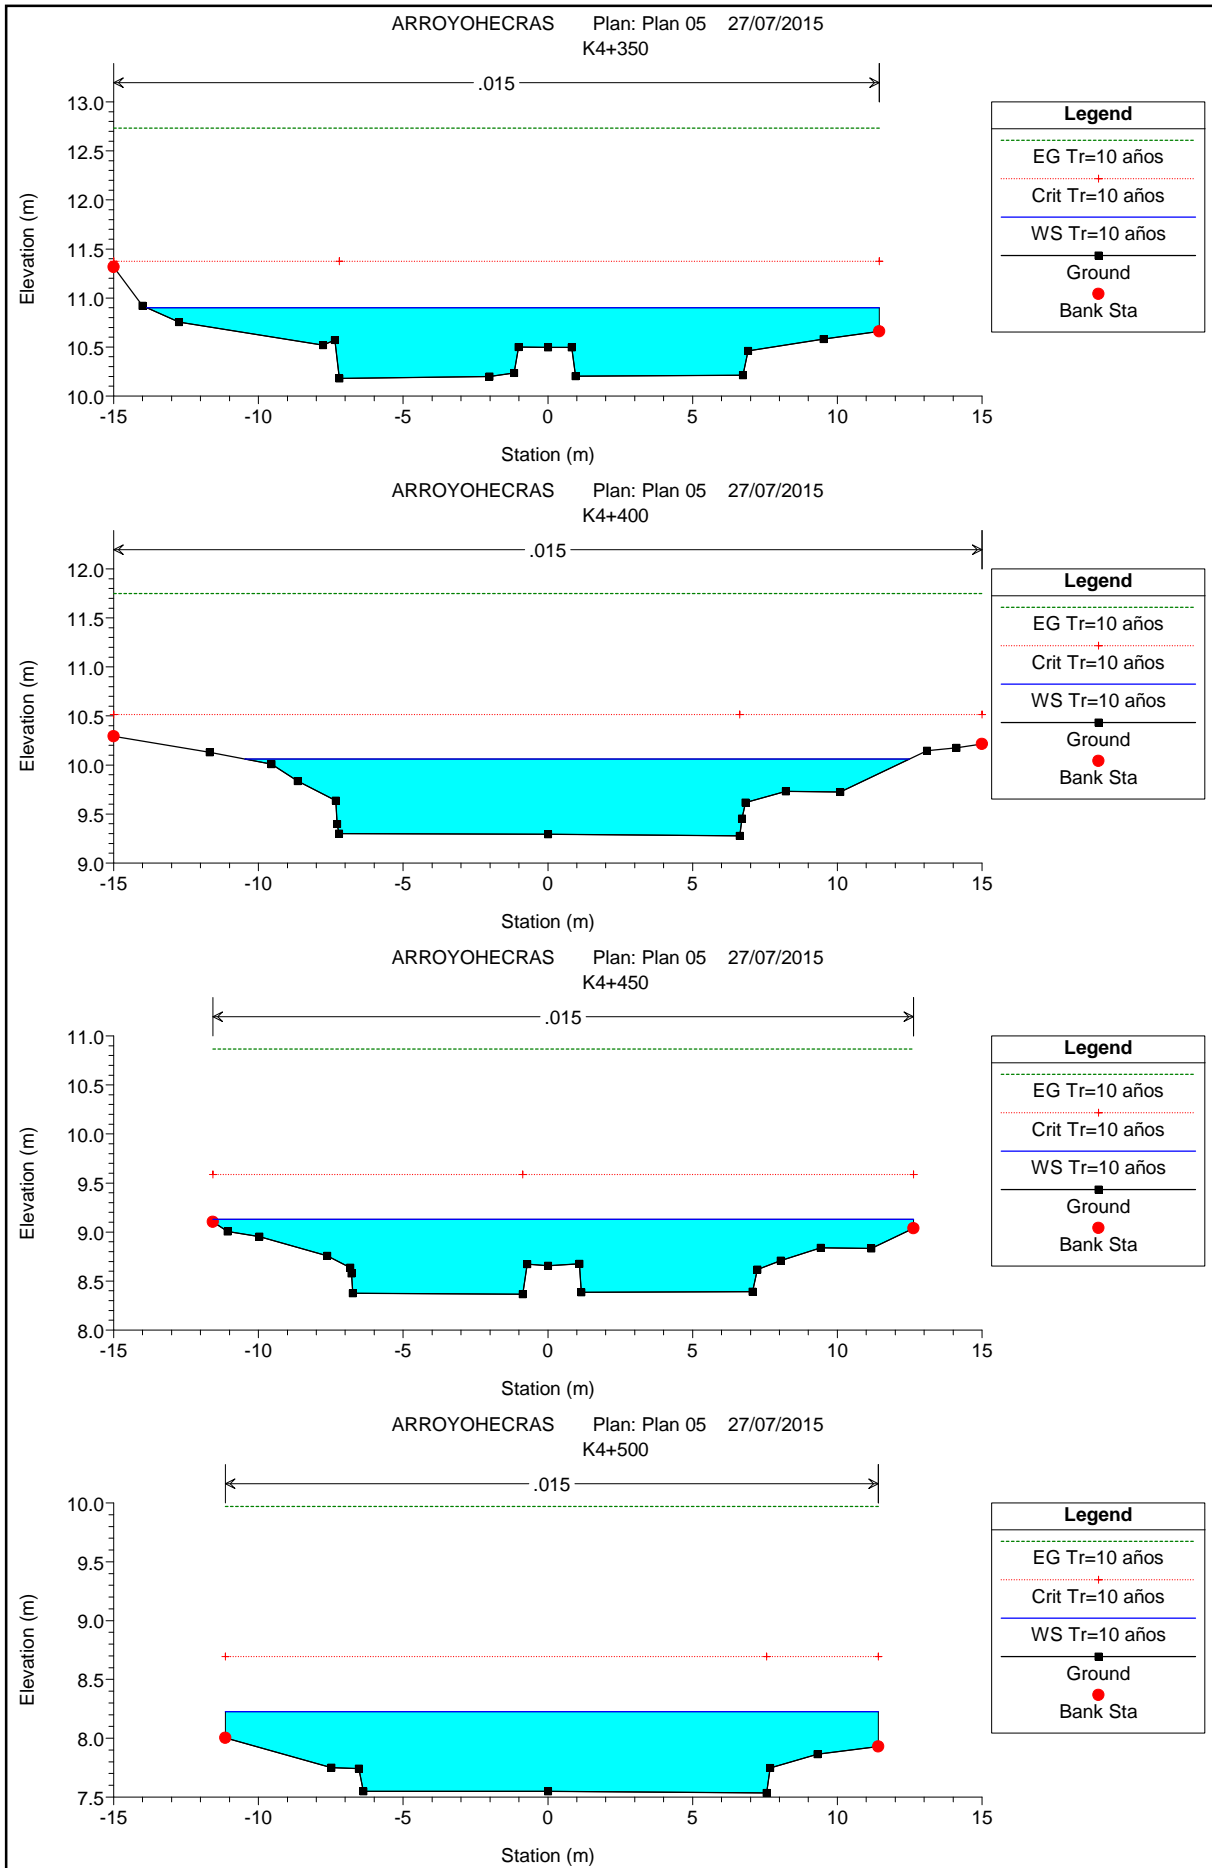 ARROYOHECRAS Plan: Plan 05 27/07/2015
K4+350
.015
13.0
12.5
12.0
11.5
11.0
10.5
10.0
Elevation (m)
-15 -10 -5 0 5 10 15
Station (m)
Legend
EG Tr=10 años
Crit Tr=10 años
WS Tr=10 años
Ground
Bank Sta
ARROYOHECRAS Plan: Plan 05 27/07/2015
K4+400
.015
12.0
11.5
11.0
10.5
10.0
9.5
9.0
Elevation (m)
-15 -10 -5 0 5 10 15
Station (m)
Legend
EG Tr=10 años
Crit Tr=10 años
WS Tr=10 años
Ground
Bank Sta
ARROYOHECRAS Plan: Plan 05 27/07/2015
K4+450
.015
11.0
10.5
10.0
9.5
9.0
8.5
8.0
Elevation (m)
-15 -10 -5 0 5 10 15
Station (m)
Legend
EG Tr=10 años
Crit Tr=10 años
WS Tr=10 años
Ground
Bank Sta
ARROYOHECRAS Plan: Plan 05 27/07/2015
K4+500
.015
10.0
9.5
9.0
8.5
8.0
7.5
Elevation (m)
-15 -10 -5 0 5 10 15
Station (m)
Legend
EG Tr=10 años
Crit Tr=10 años
WS Tr=10 años
Ground
Bank Sta